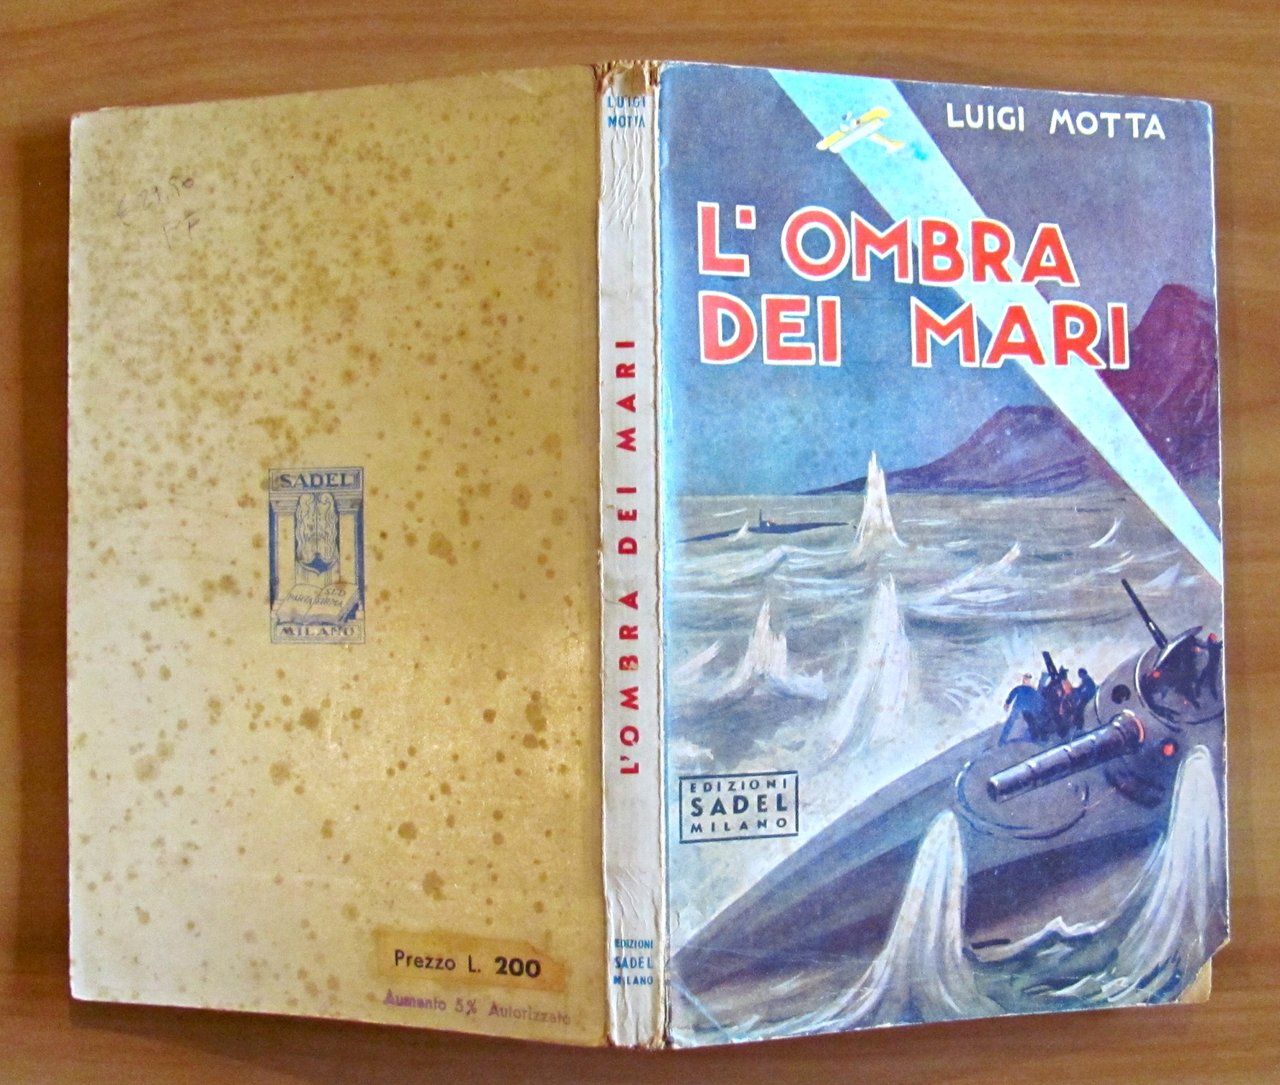 LUIGI MOTTA
L'OMBRA
DEI MARI
EDIZIONI
SADEL
MILANO
LUIGI
MOTTA
L'OMBRA DEI MARI
EDIZIONI
SADEL
MILANO
SADEL
MILANO
Prezzo L. 200
Aumento 5% Autorizzato